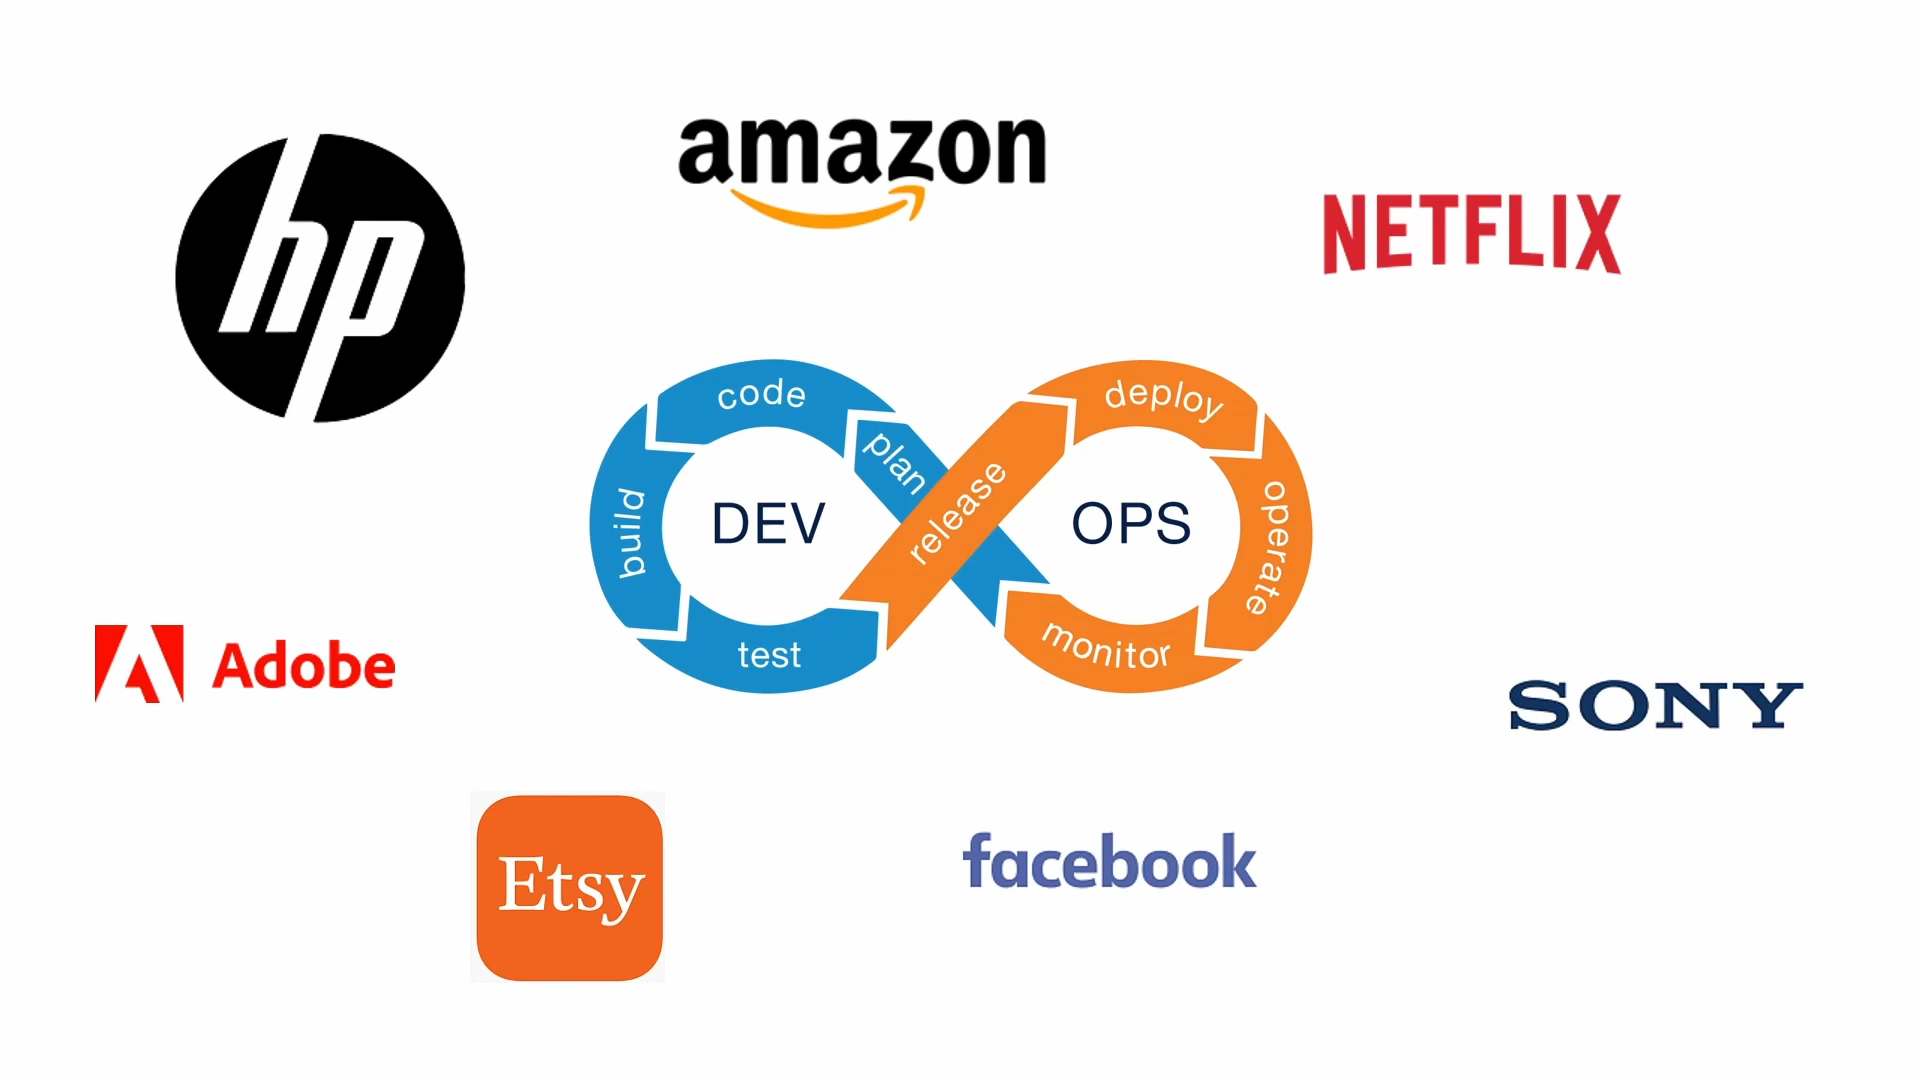 hp
amazon
NETFLIX
code
plan
deploy
build
DEV
release
OPS
operate
test
monitor
Adobe
SONY
Etsy
facebook